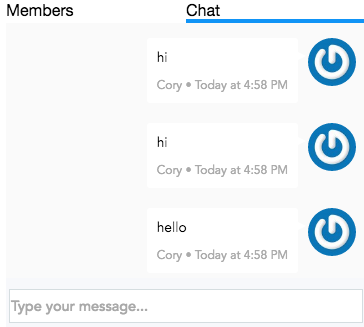 Members Chat
hi
Cory • Today at 4:58 PM
hi
Cory • Today at 4:58 PM
hello
Cory • Today at 4:58 PM
Type your message...